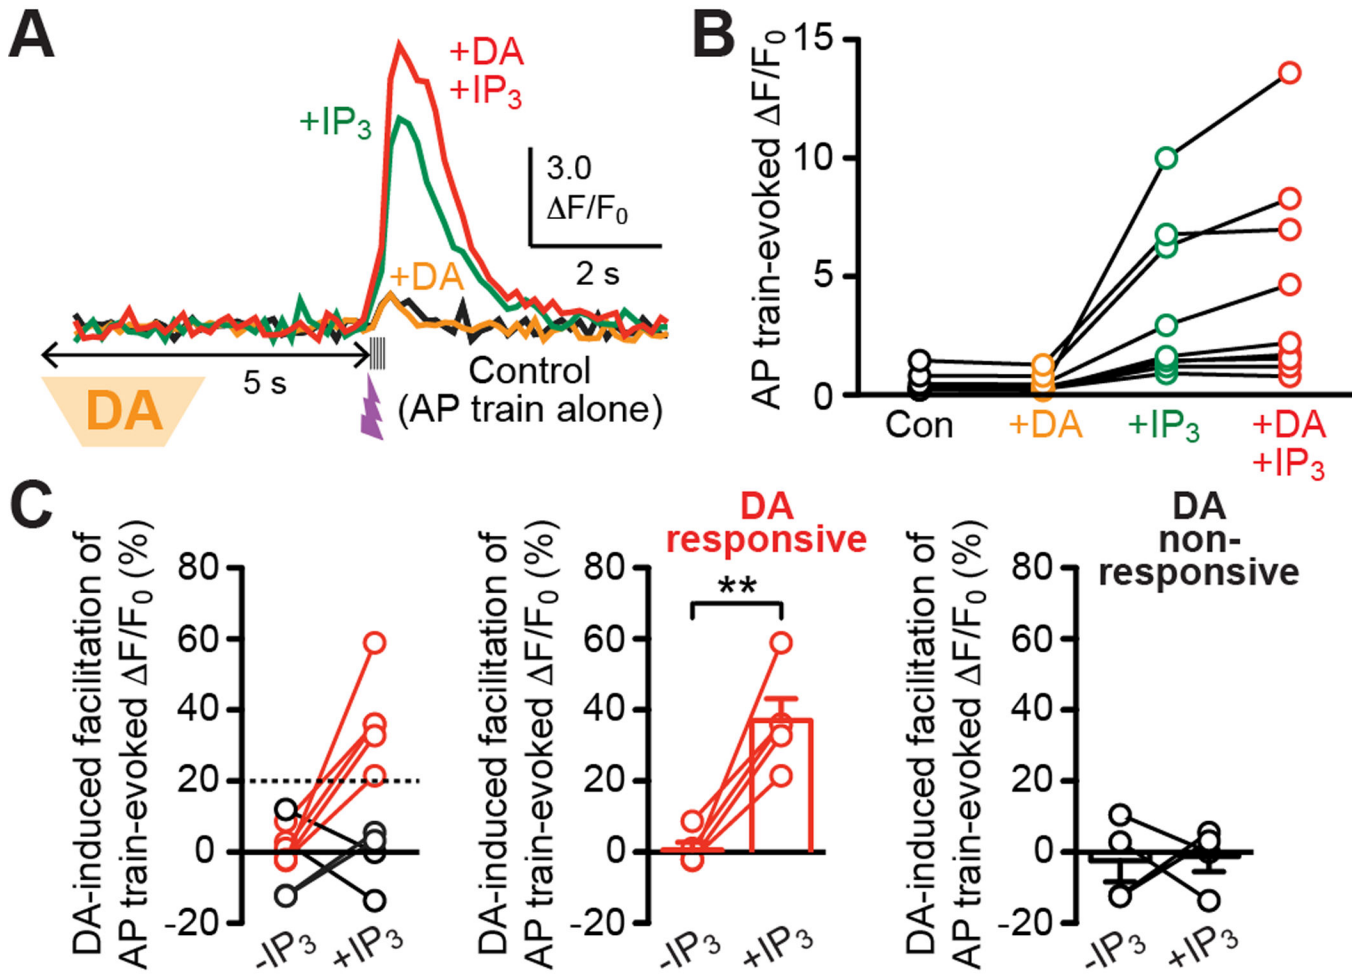 A
+DA
+IP3
+IP3
3.0
ΔF/F0
2 s
+DA
5 s
DA
Control
(AP train alone)
B
AP train-evoked ΔF/F0
15
10
5
0
Con
+DA
+IP3
+DA
+IP3
C
DA-induced facilitation of
AP train-evoked ΔF/F0 (%)
80
60
40
20
0
-20
-IP3
+IP3
DA
responsive
DA-induced facilitation of
AP train-evoked ΔF/F0 (%)
80
60
40
20
0
-20
**
-IP3
+IP3
DA
non-
responsive
DA-induced facilitation of
AP train-evoked ΔF/F0 (%)
80
60
40
20
0
-20
-IP3
+IP3